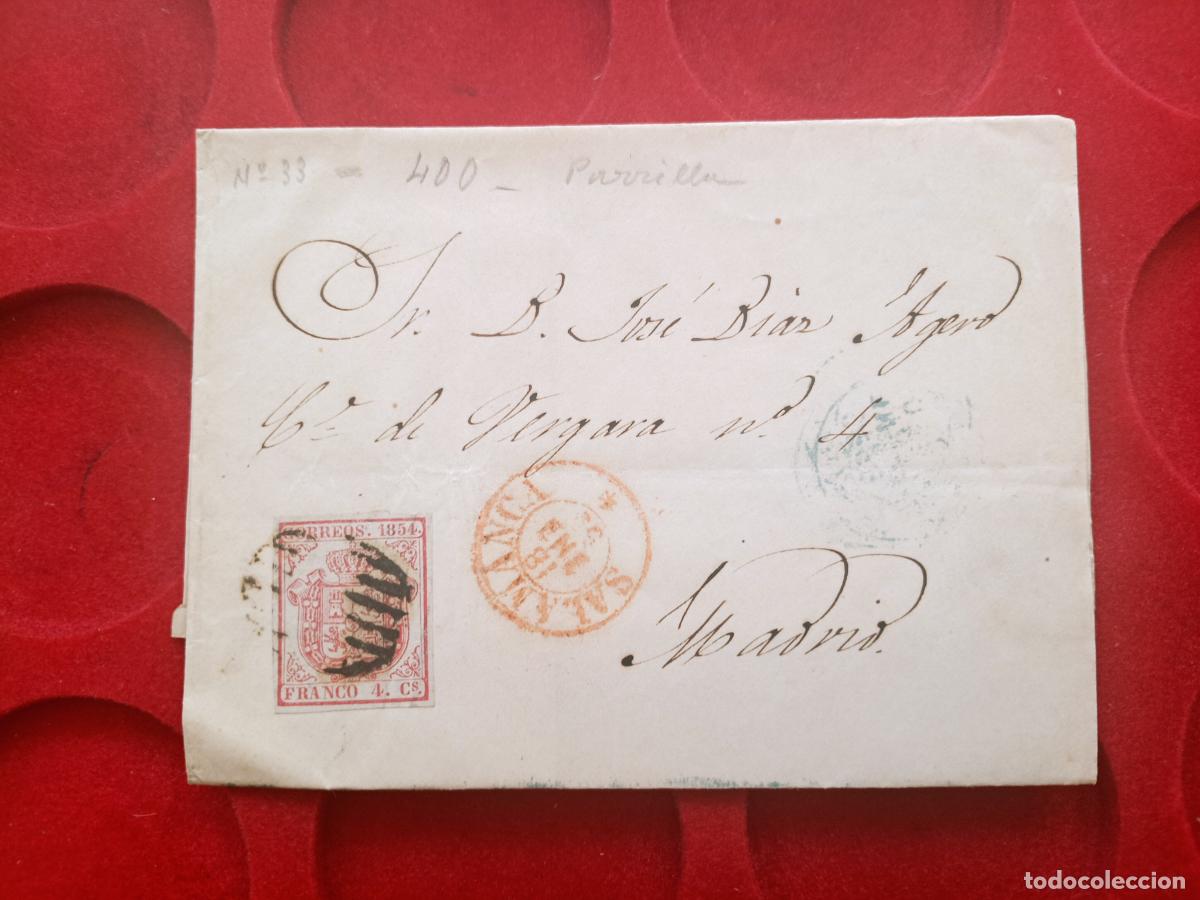 Nº 33 = 400 - Parrilla
Sr. D. José Díaz Agero
C.e de Vergara nº 4
SALAMANCA
ENE
CORREOS. 1854.
FRANCO 4. Cs.
Madrid.
todocoleccion